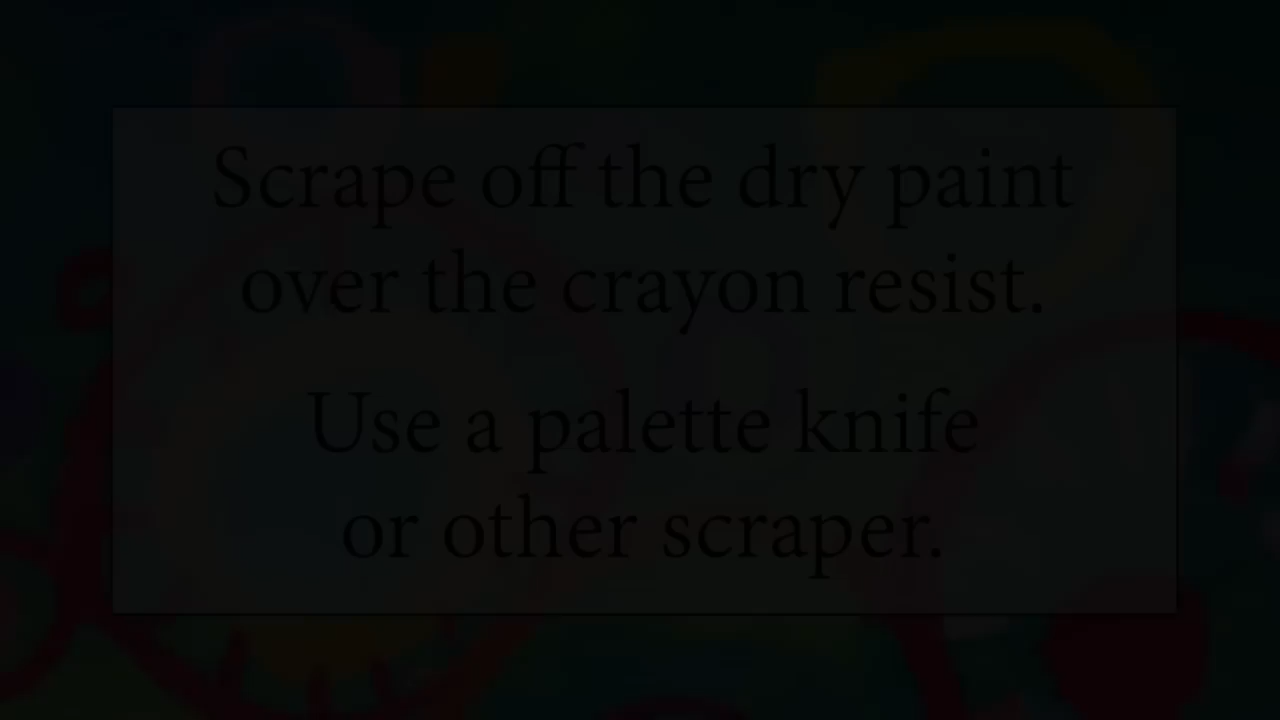 Scrape off the dry paint
over the crayon resist.
Use a palette knife
or other scraper.